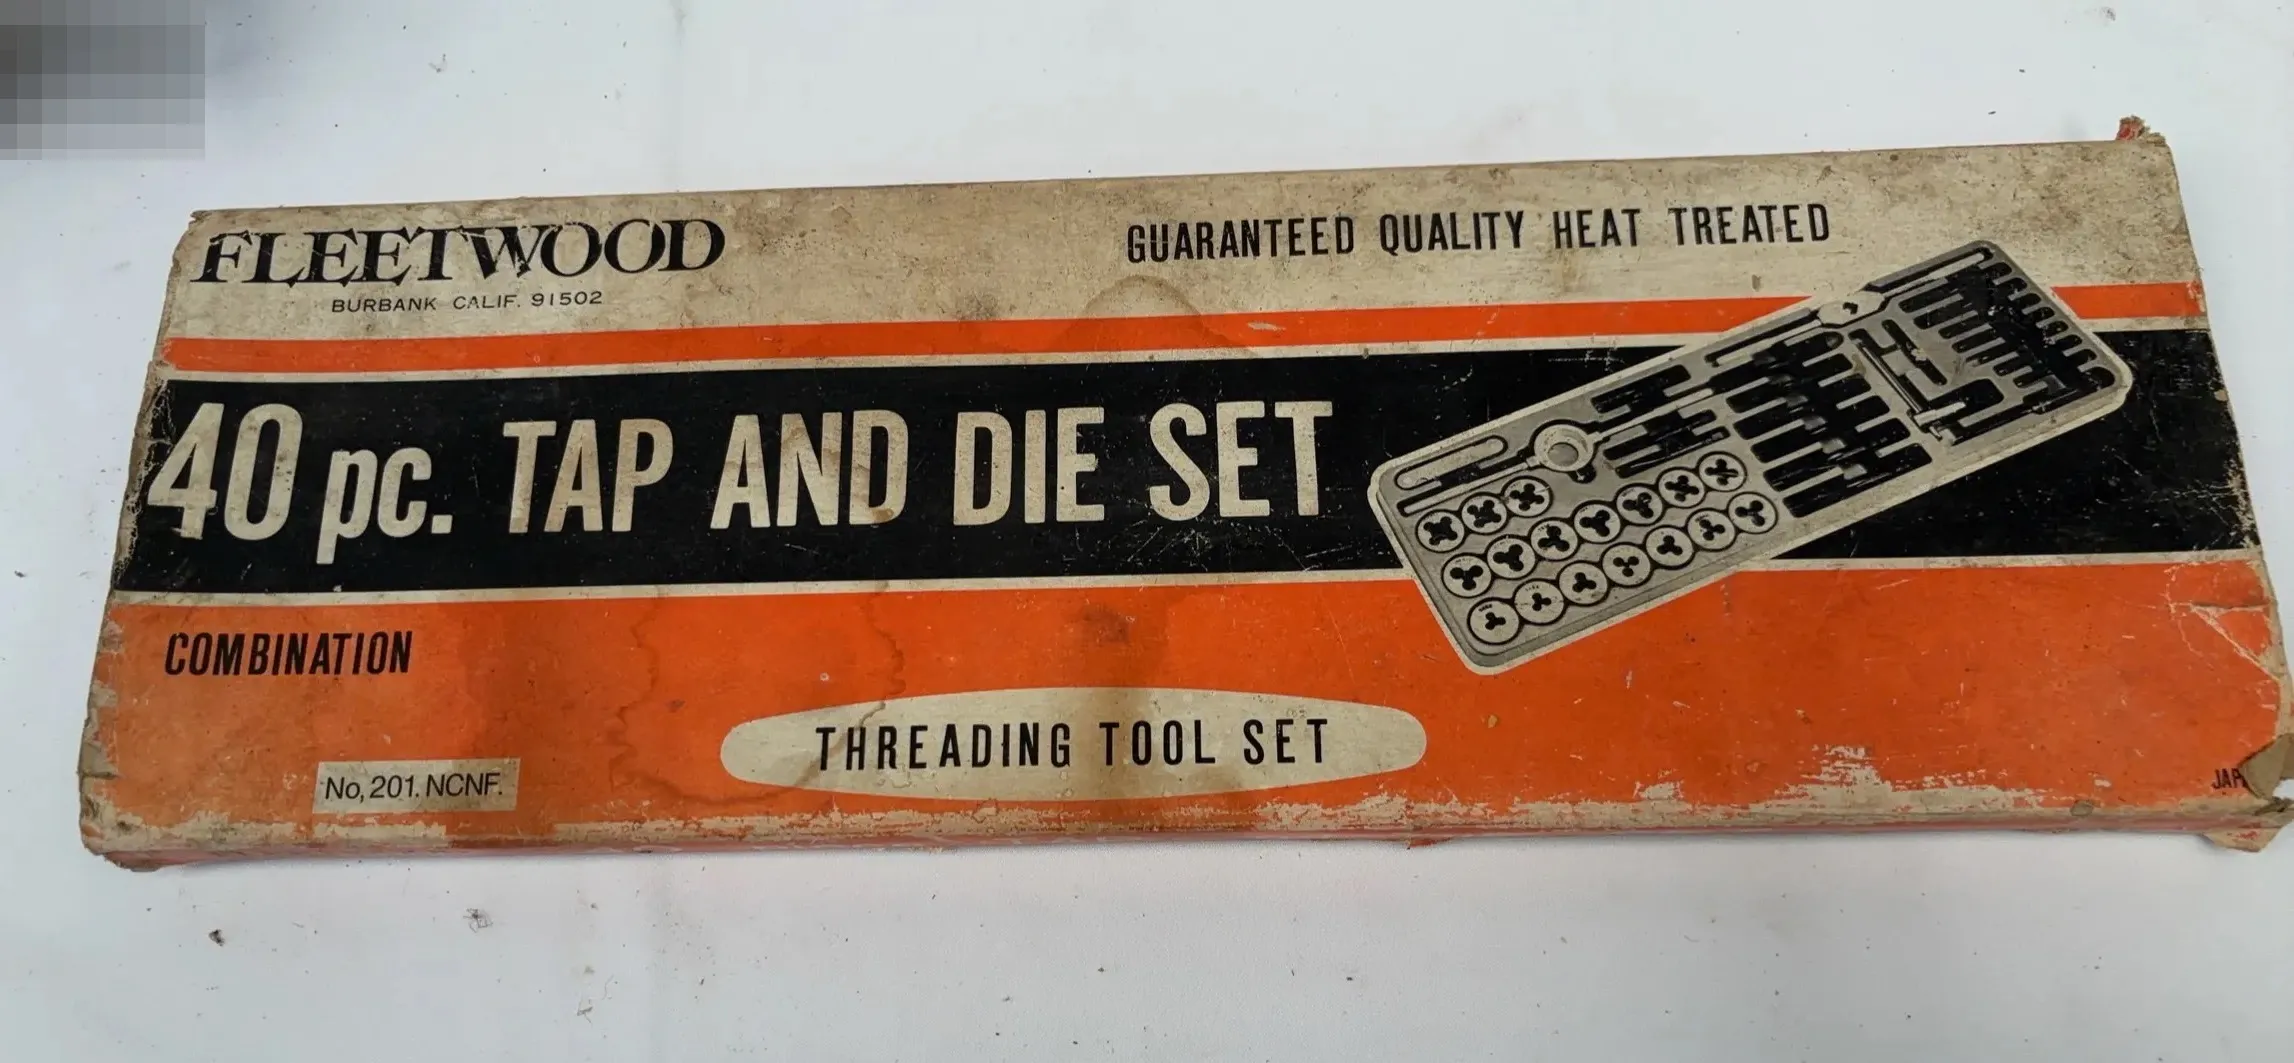 FLEETWOOD
BURBANK CALIF. 91502
GUARANTEED QUALITY HEAT TREATED
40 pc. TAP AND DIE SET
COMBINATION
THREADING TOOL SET
No, 201. NCNF.